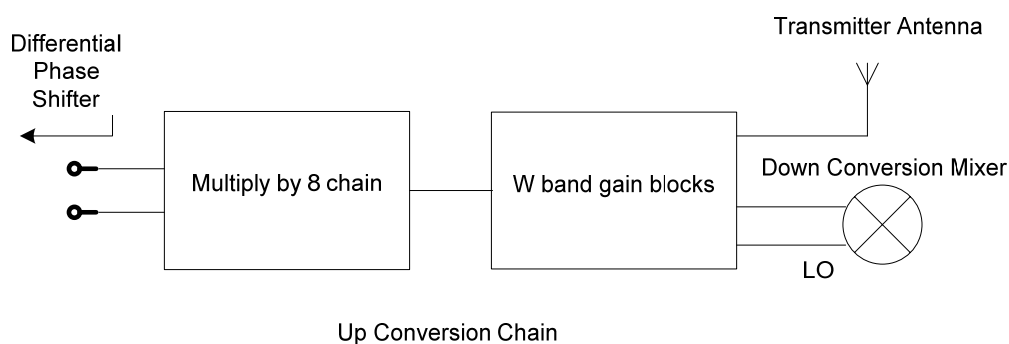 Transmitter Antenna
Differential
Phase
Shifter
Multiply by 8 chain
W band gain blocks
Down Conversion Mixer
LO
Up Conversion Chain